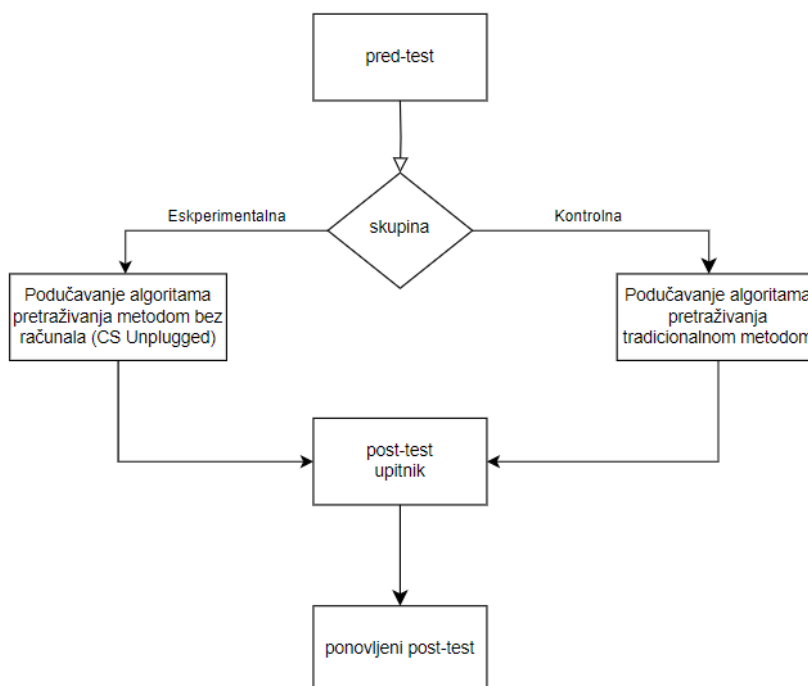 pred-test
Eskperimentalna
skupina
Kontrolna
Podučavanje algoritama
pretraživanja metodom bez
računala (CS Unplugged)
Podučavanje algoritama
pretraživanja
tradicionalnom metodom
post-test
upitnik
ponovljeni post-test